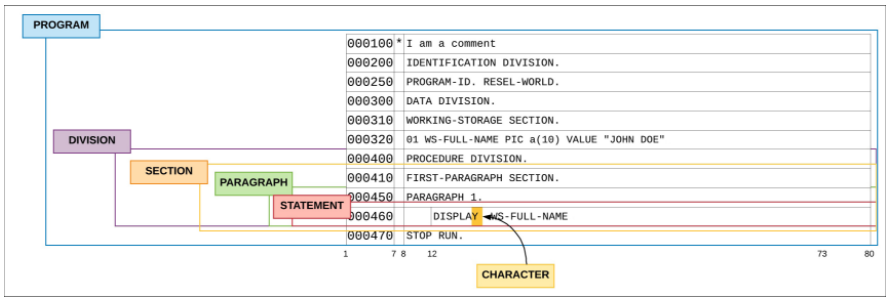 PROGRAM
000100 * I am a comment
000200 IDENTIFICATION DIVISION.
000250 PROGRAM-ID. RESEL-WORLD.
000300 DATA DIVISION.
000310 WORKING-STORAGE SECTION.
DIVISION
000320 01 WS-FULL-NAME PIC a(10) VALUE "JOHN DOE"
000400 PROCEDURE DIVISION.
SECTION
000410 FIRST-PARAGRAPH SECTION.
PARAGRAPH
000450 PARAGRAPH 1.
STATEMENT
000460 DISPLAY WS-FULL-NAME
000470 STOP RUN.
1 7 8 12 73 80
CHARACTER